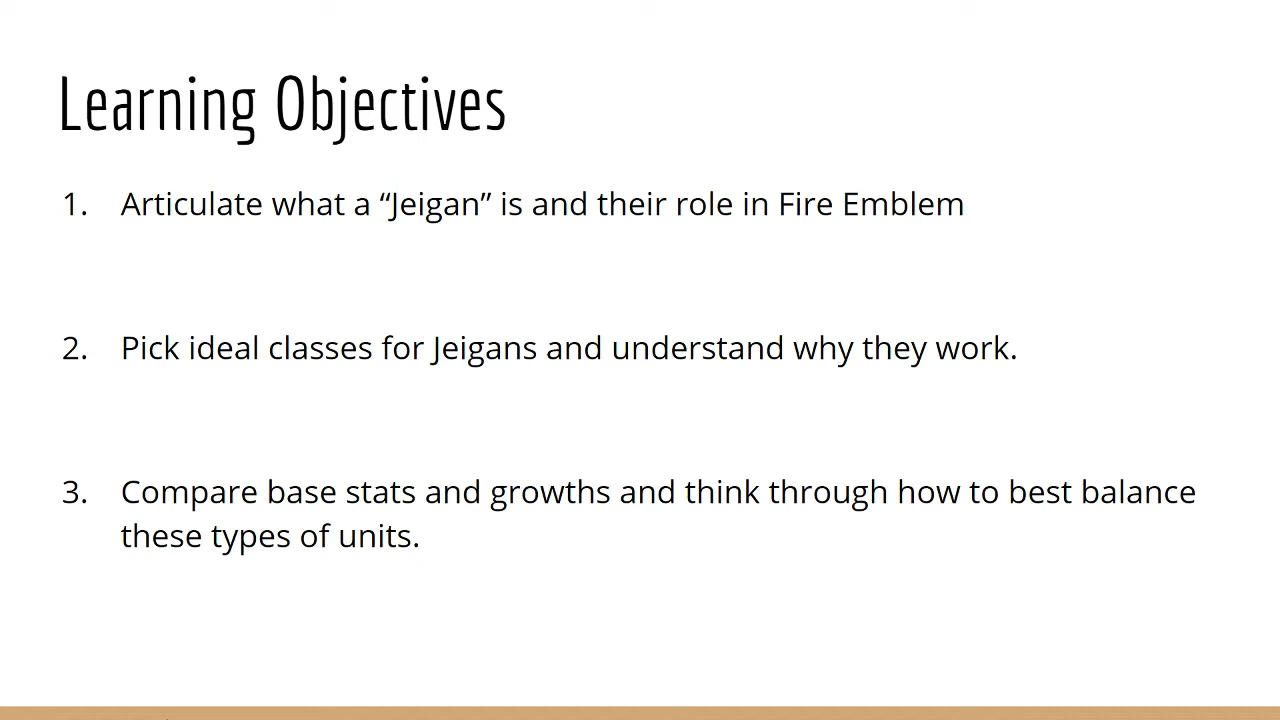 Learning Objectives
1. Articulate what a “Jeigan” is and their role in Fire Emblem
2. Pick ideal classes for Jeigans and understand why they work.
3. Compare base stats and growths and think through how to best balance
these types of units.